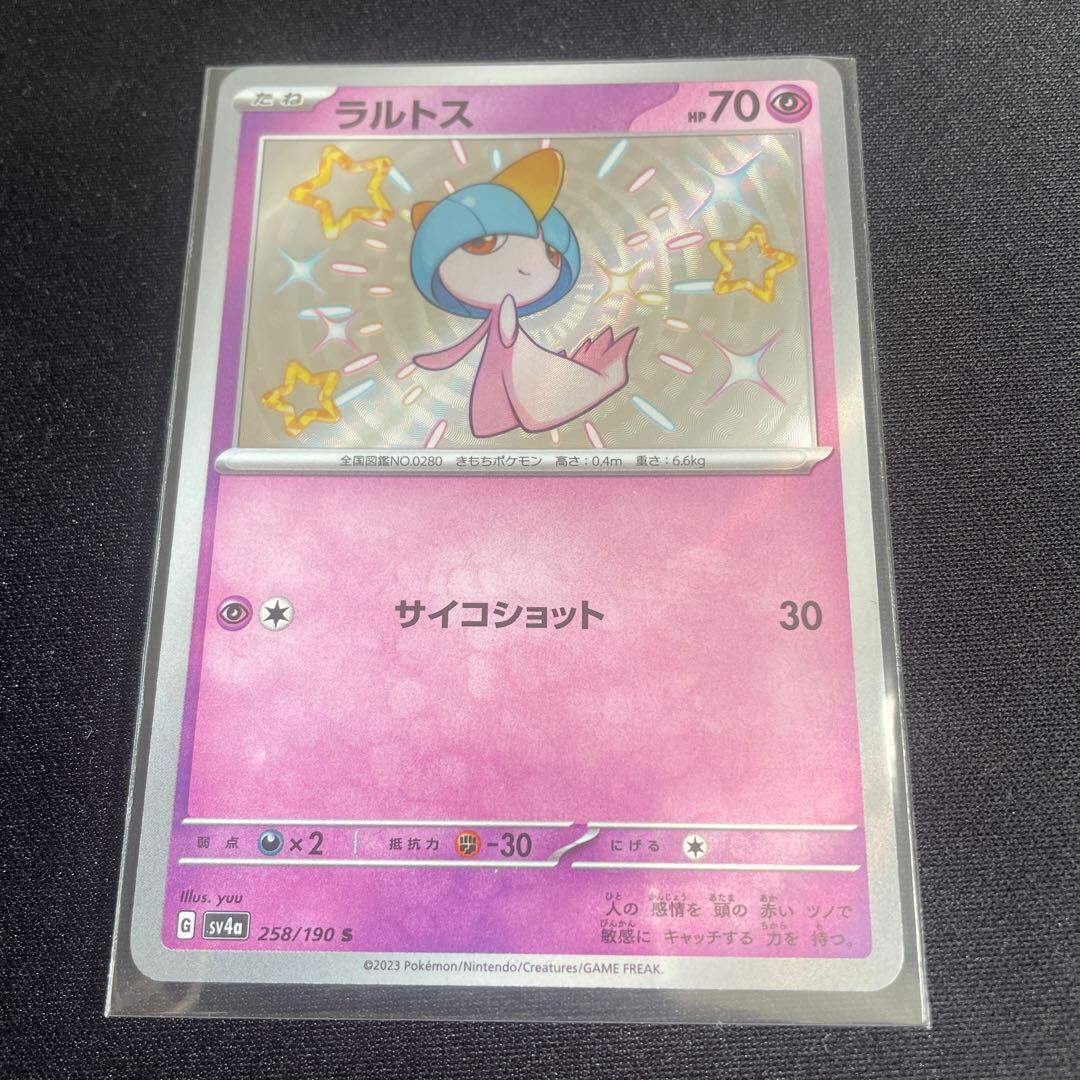 たね ラルトス HP70
全国図鑑NO.0280 きもちポケモン 高さ:0.4m 重さ:6.6kg
サイコショット 30
弱点 ×2 抵抗力 -30 にげる
Illus. yuu
人の 感情を 頭の 赤い ツノで
敏感に キャッチする 力を 持つ。
G sv4a 258/190 S
©2023 Pokémon/Nintendo/Creatures/GAME FREAK.